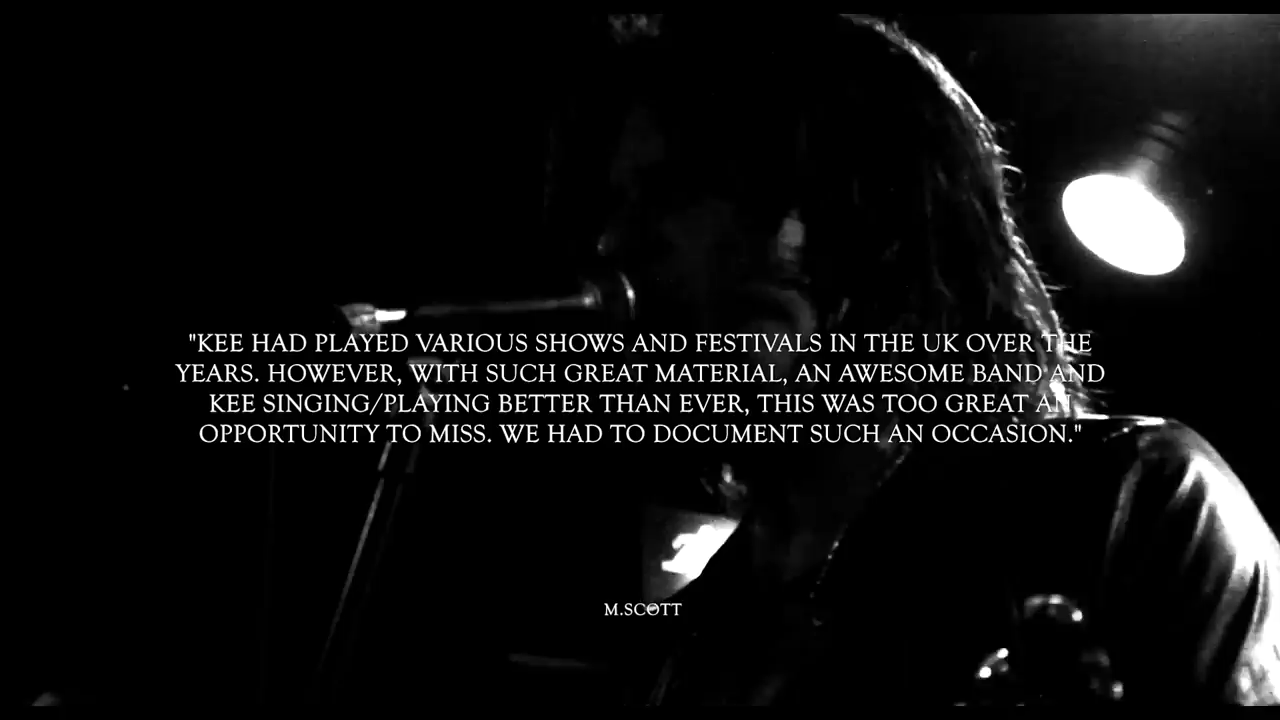 "KEE HAD PLAYED VARIOUS SHOWS AND FESTIVALS IN THE UK OVER THE
YEARS. HOWEVER, WITH SUCH GREAT MATERIAL, AN AWESOME BAND AND
KEE SINGING/PLAYING BETTER THAN EVER, THIS WAS TOO GREAT AN
OPPORTUNITY TO MISS. WE HAD TO DOCUMENT SUCH AN OCCASION."
M.SCOTT